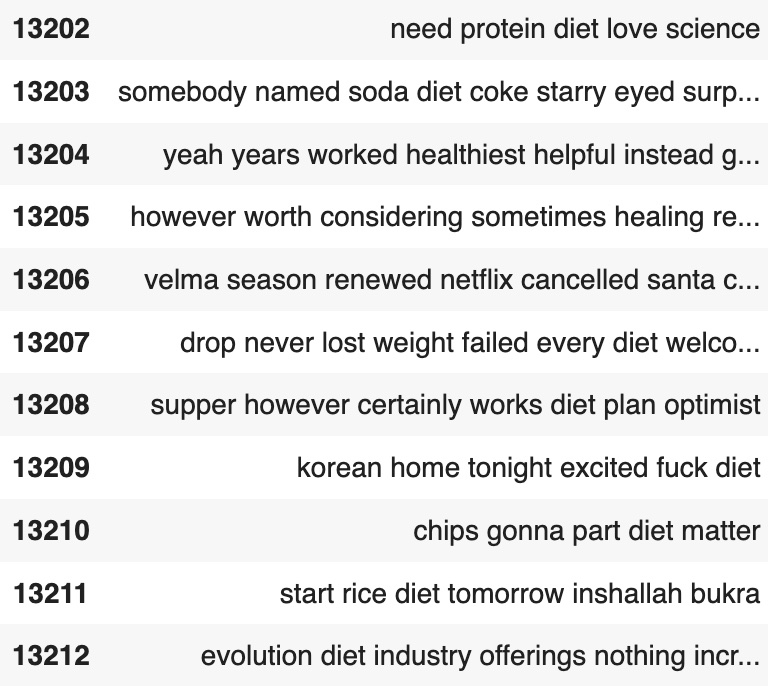 13202 need protein diet love science
13203 somebody named soda diet coke starry eyed surp...
13204 yeah years worked healthiest helpful instead g...
13205 however worth considering sometimes healing re...
13206 velma season renewed netflix cancelled santa c...
13207 drop never lost weight failed every diet welco...
13208 supper however certainly works diet plan optimist
13209 korean home tonight excited fuck diet
13210 chips gonna part diet matter
13211 start rice diet tomorrow inshallah bukra
13212 evolution diet industry offerings nothing incr...